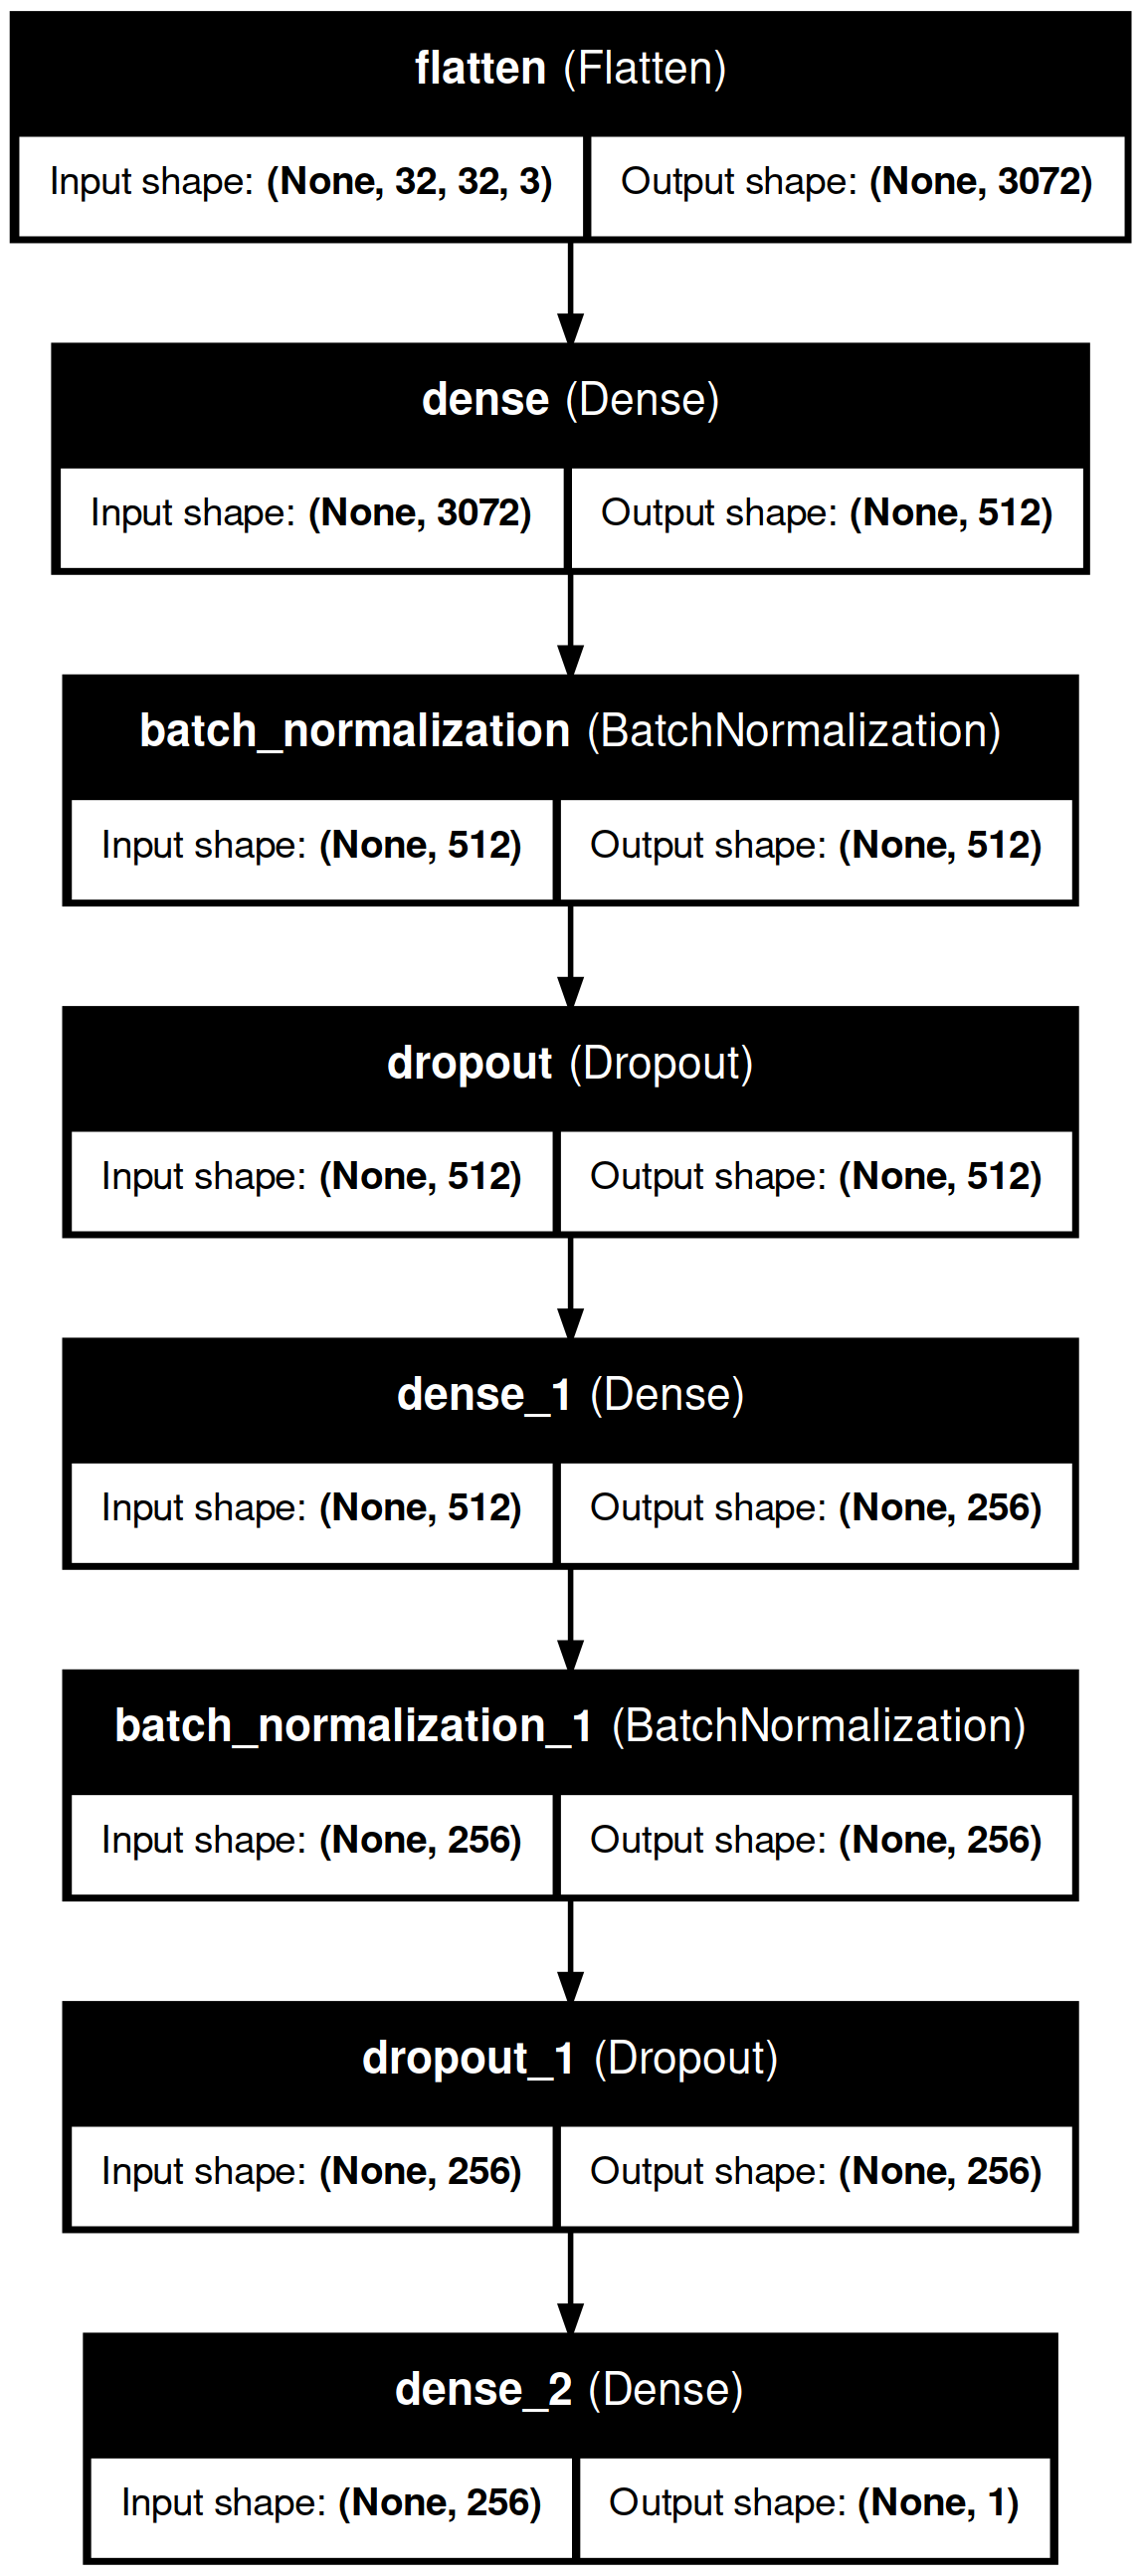 flatten (Flatten)
Input shape: (None, 32, 32, 3) Output shape: (None, 3072)
dense (Dense)
Input shape: (None, 3072) Output shape: (None, 512)
batch_normalization (BatchNormalization)
Input shape: (None, 512) Output shape: (None, 512)
dropout (Dropout)
Input shape: (None, 512) Output shape: (None, 512)
dense_1 (Dense)
Input shape: (None, 512) Output shape: (None, 256)
batch_normalization_1 (BatchNormalization)
Input shape: (None, 256) Output shape: (None, 256)
dropout_1 (Dropout)
Input shape: (None, 256) Output shape: (None, 256)
dense_2 (Dense)
Input shape: (None, 256) Output shape: (None, 1)